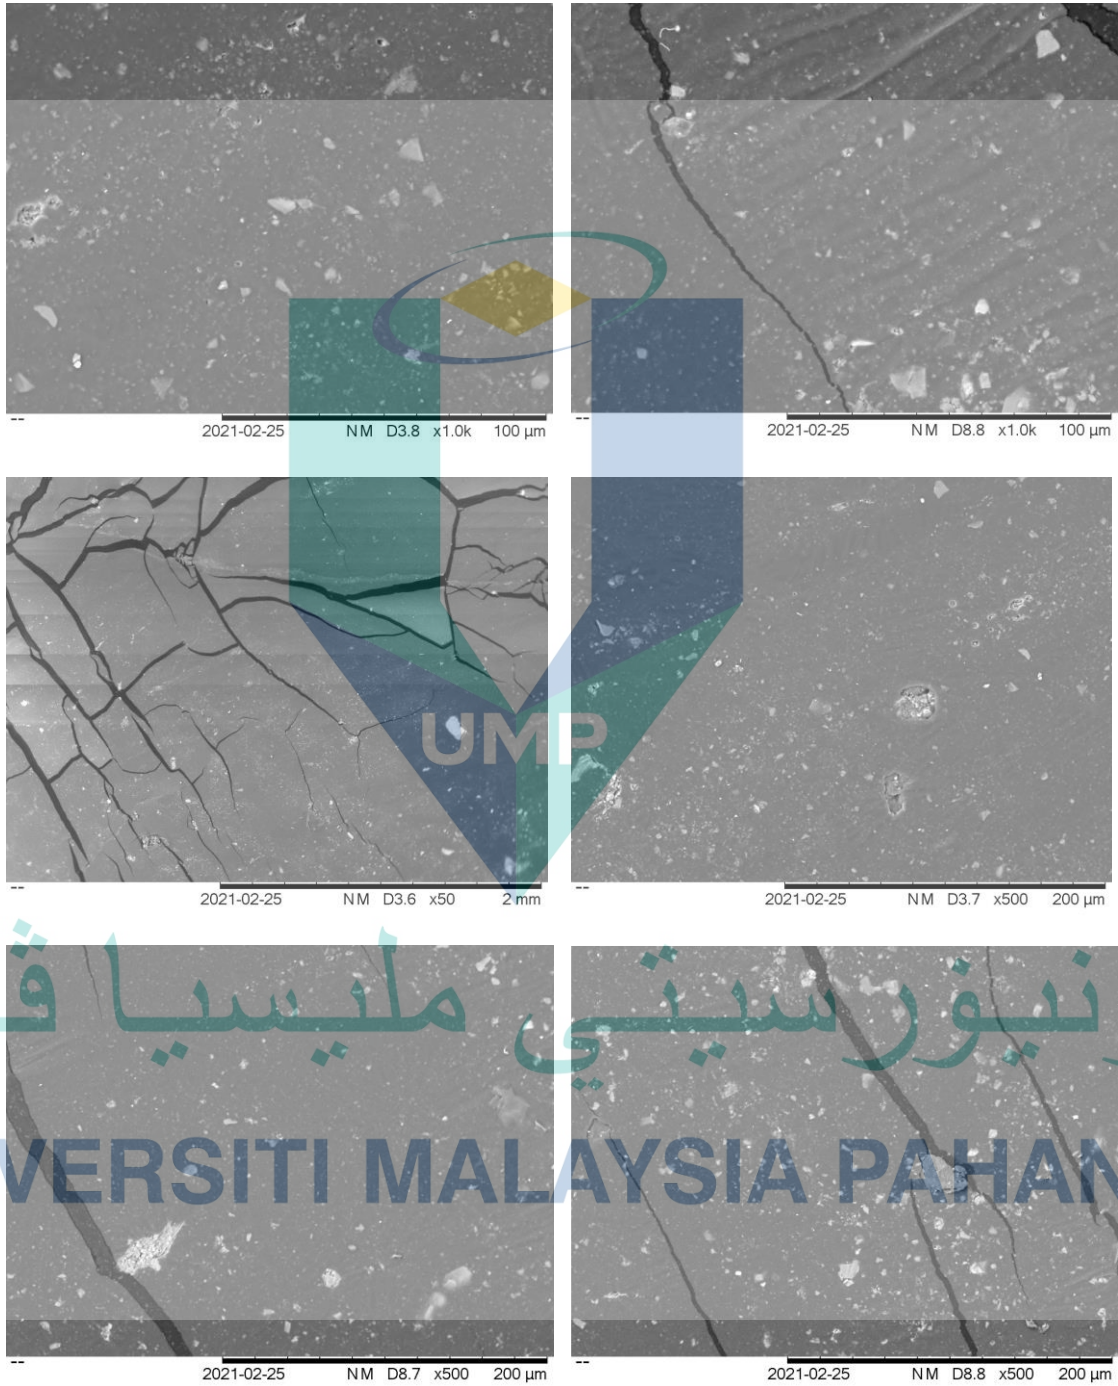 -- 2021-02-25 NM D3.8 x1.0k 100 µm
-- 2021-02-25 NM D8.8 x1.0k 100 µm
UMP
-- 2021-02-25 NM D3.6 x50 2 mm
-- 2021-02-25 NM D3.7 x500 200 µm
مليسيا
VERSITI MALAYSIA PAHAN
-- 2021-02-25 NM D8.7 x500 200 µm
-- 2021-02-25 NM D8.8 x500 200 µm